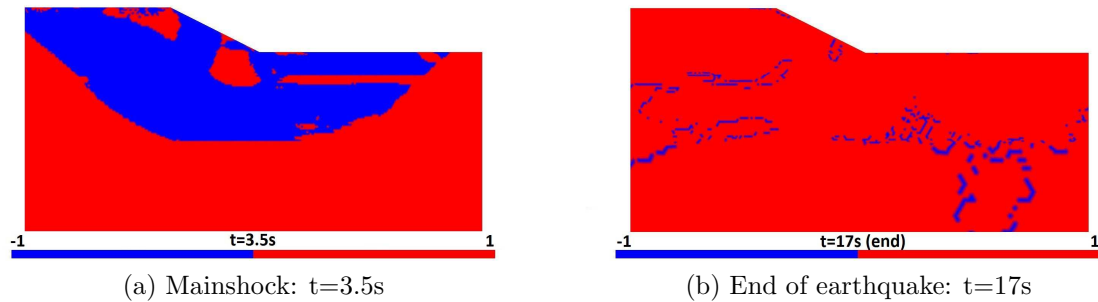 -1 t=3.5s 1
-1 t=17s (end) 1
(a) Mainshock: t=3.5s
(b) End of earthquake: t=17s